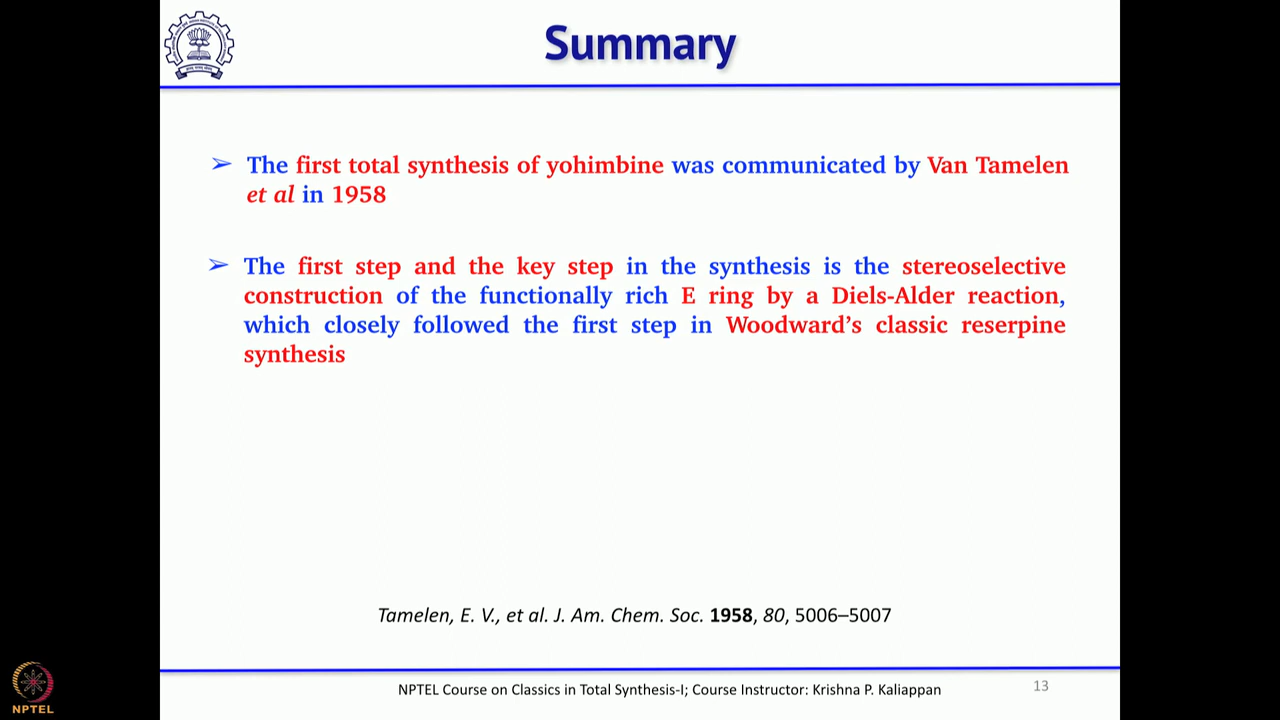 Summary
➢ The first total synthesis of yohimbine was communicated by Van Tamelen
et al in 1958
➢ The first step and the key step in the synthesis is the stereoselective
construction of the functionally rich E ring by a Diels-Alder reaction,
which closely followed the first step in Woodward’s classic reserpine
synthesis
Tamelen, E. V., et al. J. Am. Chem. Soc. 1958, 80, 5006–5007
NPTEL Course on Classics in Total Synthesis-I; Course Instructor: Krishna P. Kaliappan
13
NPTEL